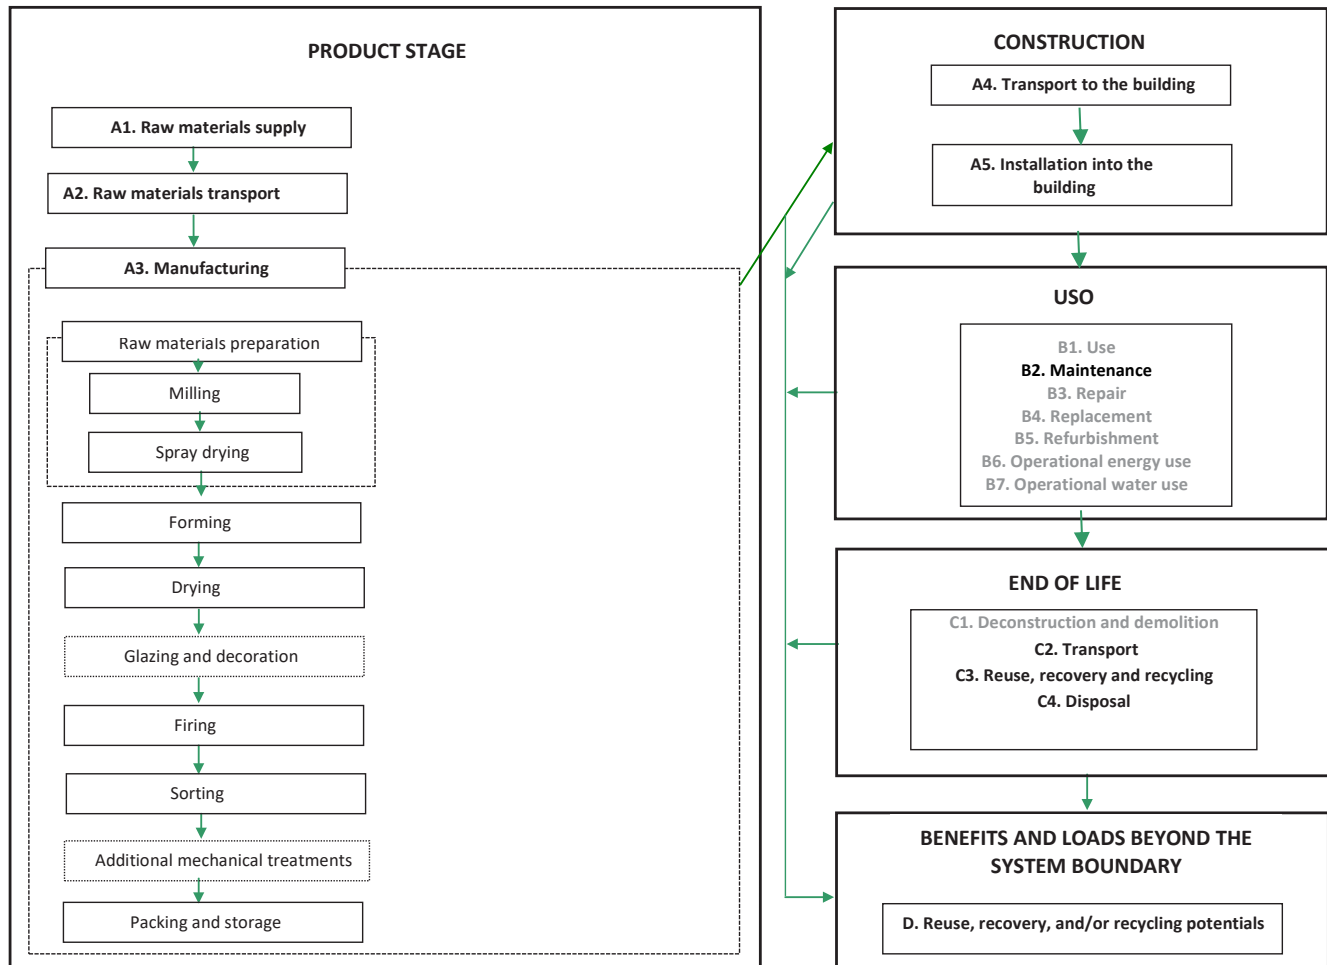 PRODUCT STAGE
A1. Raw materials supply
A2. Raw materials transport
A3. Manufacturing
Raw materials preparation
Milling
Spray drying
Forming
Drying
Glazing and decoration
Firing
Sorting
Additional mechanical treatments
Packing and storage
CONSTRUCTION
A4. Transport to the building
A5. Installation into the
building
USO
B1. Use
B2. Maintenance
B3. Repair
B4. Replacement
B5. Refurbishment
B6. Operational energy use
B7. Operational water use
END OF LIFE
C1. Deconstruction and demolition
C2. Transport
C3. Reuse, recovery and recycling
C4. Disposal
BENEFITS AND LOADS BEYOND THE
SYSTEM BOUNDARY
D. Reuse, recovery, and/or recycling potentials